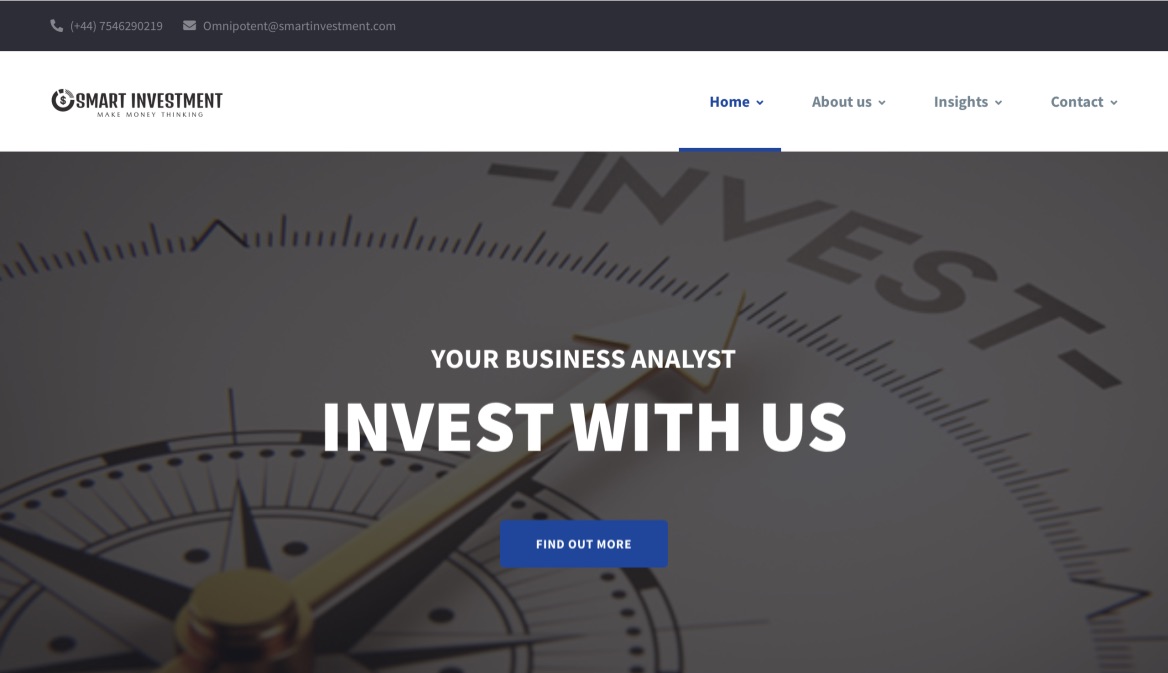 (+44) 7546290219 Omnipotent@smartinvestment.com
SMART INVESTMENT
MAKE MONEY THINKING
Home About us Insights Contact
-INVEST-
YOUR BUSINESS ANALYST
INVEST WITH US
FIND OUT MORE